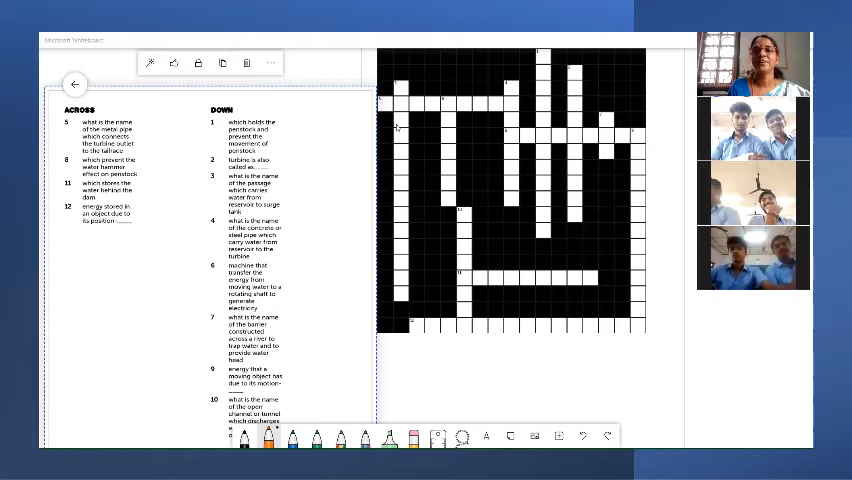 Microsoft Whiteboard
ACROSS
5 what is the name
of the metal pipe
which connects
the turbine outlet
to the tailrace
8 which prevent the
water hammer
effect on penstock
11 which stores the
water behind the
dam
12 energy stored in
an object due to
its position-____
DOWN
1 which holds the
penstock and
prevent the
movement of
penstock
2 turbine is also
called as____
3 what is the name
of the passage
which carries
water from
reservoir to surge
tank
4 what is the name
of the concrete or
steel pipe which
carry water from
reservoir to the
turbine
6 machine that
transfer the
energy from
moving water to a
rotating shaft to
generate
electricity
7 what is the name
of the barrier
constructed
across a river to
trap water and to
provide water
head
9 energy that a
moving object has
due to its motion-
____
10 what is the name
of the open
channel or tunnel
which discharges